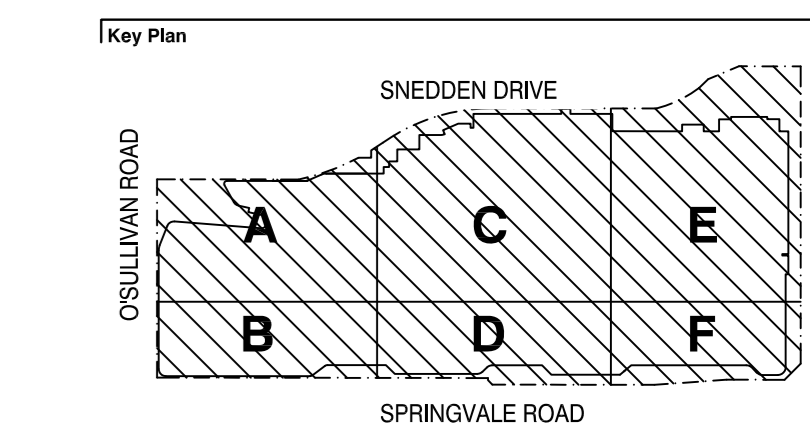 Key Plan
SNEDDEN DRIVE
O'SULLIVAN ROAD
A
C
E
B
D
F
SPRINGVALE ROAD